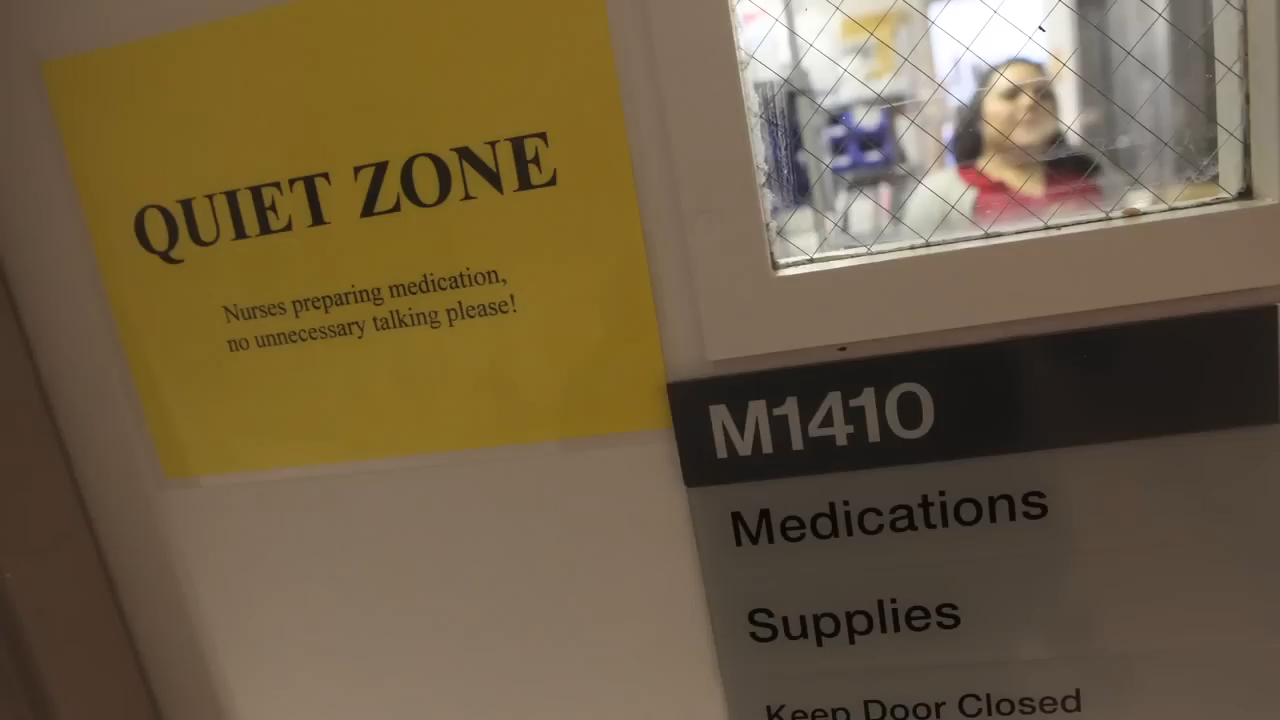 QUIET ZONE
Nurses preparing medication,
no unnecessary talking please!
M1410
Medications
Supplies
Keep Door Closed